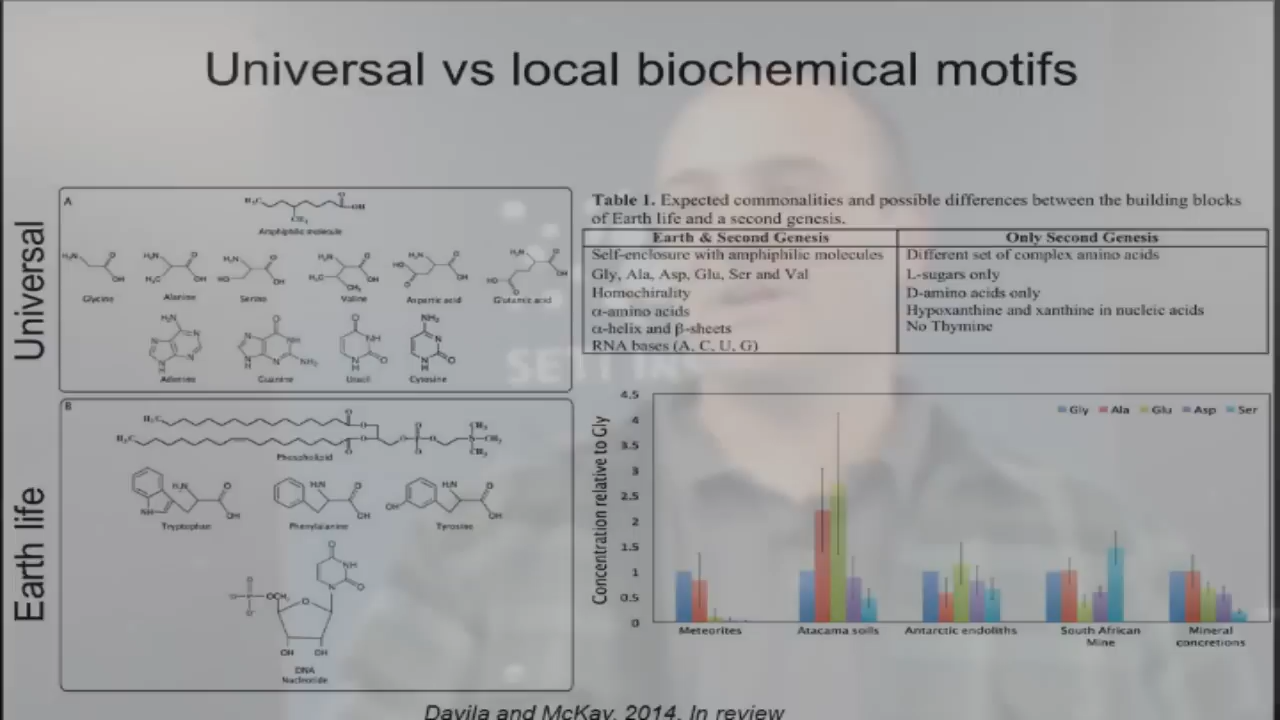 Universal vs local biochemical motifs
Universal
A
Amphiphilic molecule
Glycine
Alanine
Serine
Valine
Aspartic acid
Glutamic acid
Adenine
Guanine
Uracil
Cytosine
Earth life
B
Phospholipid
Tryptophan
Phenylalanine
Tyrosine
DNA
Nucleotide
Table 1. Expected commonalities and possible differences between the building blocks
of Earth life and a second genesis.
Earth & Second Genesis
Only Second Genesis
Self-enclosure with amphiphilic molecules
Different set of complex amino acids
Gly, Ala, Asp, Glu, Ser and Val
L-sugars only
Homochirality
D-amino acids only
α-amino acids
Hypoxanthine and xanthine in nucleic acids
α-helix and β-sheets
No Thymine
RNA bases (A, C, U, G)
SETI
Concentration relative to Gly
4.5
4
3.5
3
2.5
2
1.5
1
0.5
0
Gly Ala Glu Asp Ser
Meteorites
Atacama soils
Antarctic endoliths
South African
Mine
Mineral
concretions
Davila and McKay, 2014. In review